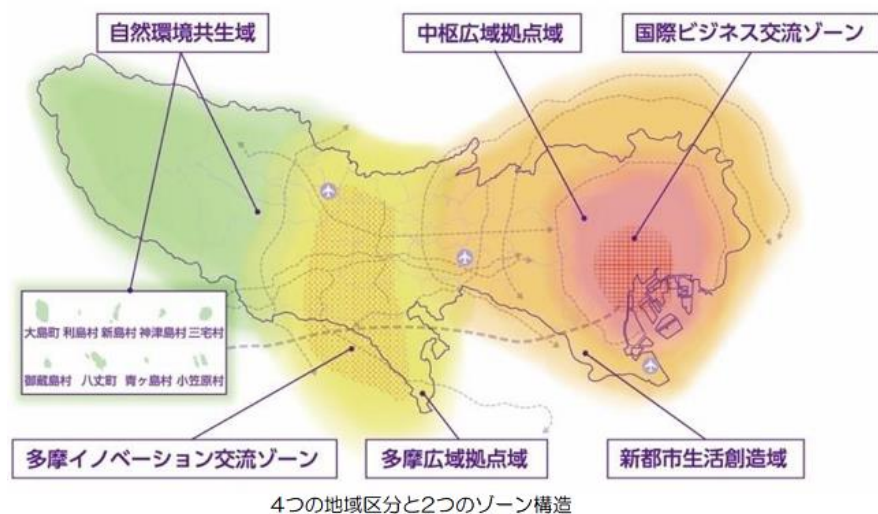 自然環境共生域
中枢広域拠点域
国際ビジネス交流ゾーン
大島町 利島村 新島村 神津島村 三宅村
御蔵島村 八丈町 青ヶ島村 小笠原村
多摩イノベーション交流ゾーン
多摩広域拠点域
新都市生活創造域
4つの地域区分と2つのゾーン構造